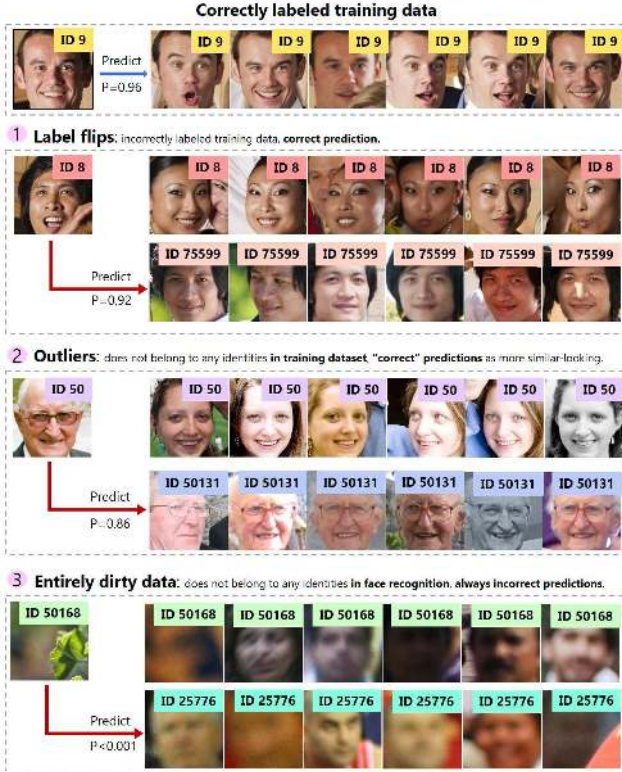 Correctly labeled training data
ID 9
Predict
P=0.96
ID 9 ID 9 ID 9 ID 9 ID 9 ID 9
1 Label flips: incorrectly labeled training data, correct prediction.
ID 8
ID 8 ID 8 ID 8 ID 8 ID 8 ID 8
Predict
P=0.92
ID 75599 ID 75599 ID 75599 ID 75599 ID 75599 ID 75599
2 Outliers: does not belong to any identities in training dataset, "correct" predictions as more similar-looking.
ID 50
ID 50 ID 50 ID 50 ID 50 ID 50 ID 50
Predict
P=0.86
ID 50131 ID 50131 ID 50131 ID 50131 ID 50131 ID 50131
3 Entirely dirty data: does not belong to any identities in face recognition, always incorrect predictions.
ID 50168
ID 50168 ID 50168 ID 50168 ID 50168 ID 50168 ID 50168
Predict
P<0.001
ID 25776 ID 25776 ID 25776 ID 25776 ID 25776 ID 25776